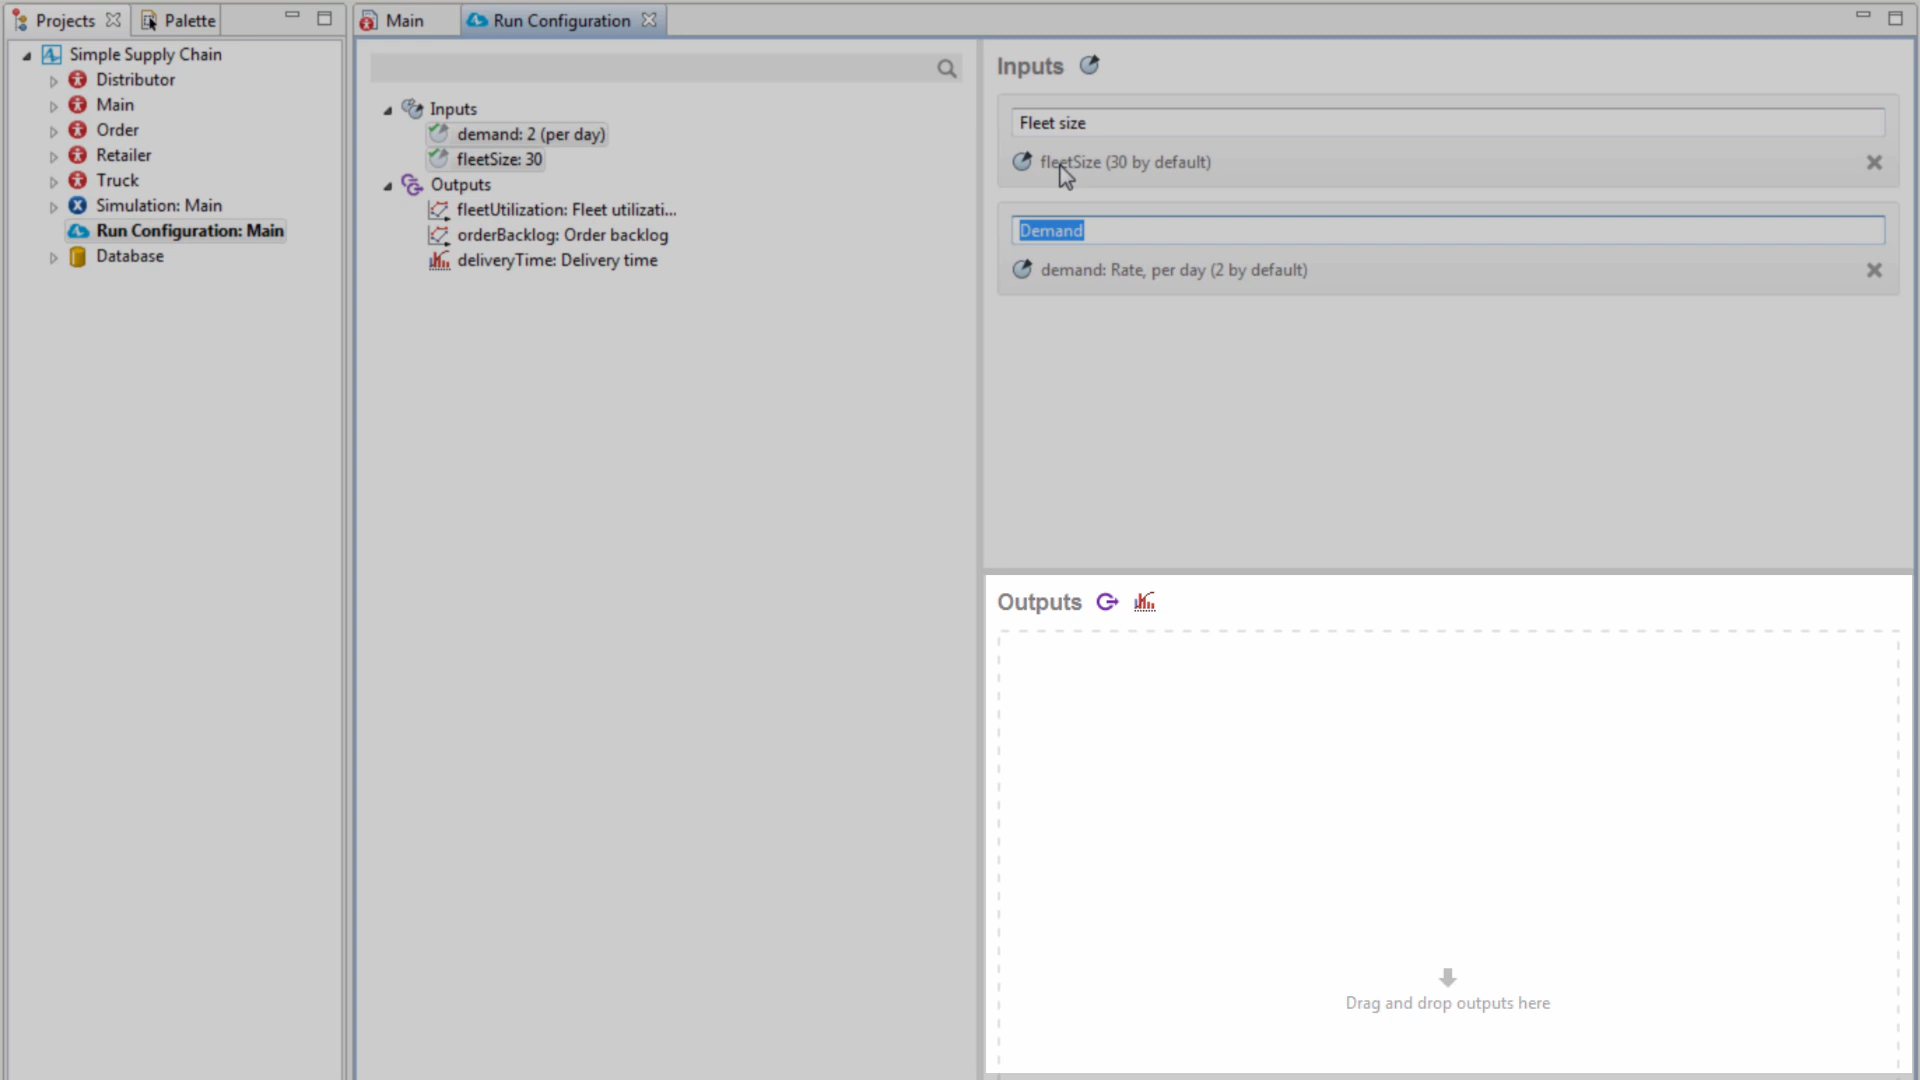 Projects
Palette
Simple Supply Chain
Distributor
Main
Order
Retailer
Truck
Simulation: Main
Run Configuration: Main
Database
Main
Run Configuration
Inputs
demand: 2 (per day)
fleetSize: 30
Outputs
fleetUtilization: Fleet utilizati...
orderBacklog: Order backlog
deliveryTime: Delivery time
Inputs
Fleet size
fleetSize (30 by default)
Demand
demand: Rate, per day (2 by default)
Outputs
Drag and drop outputs here